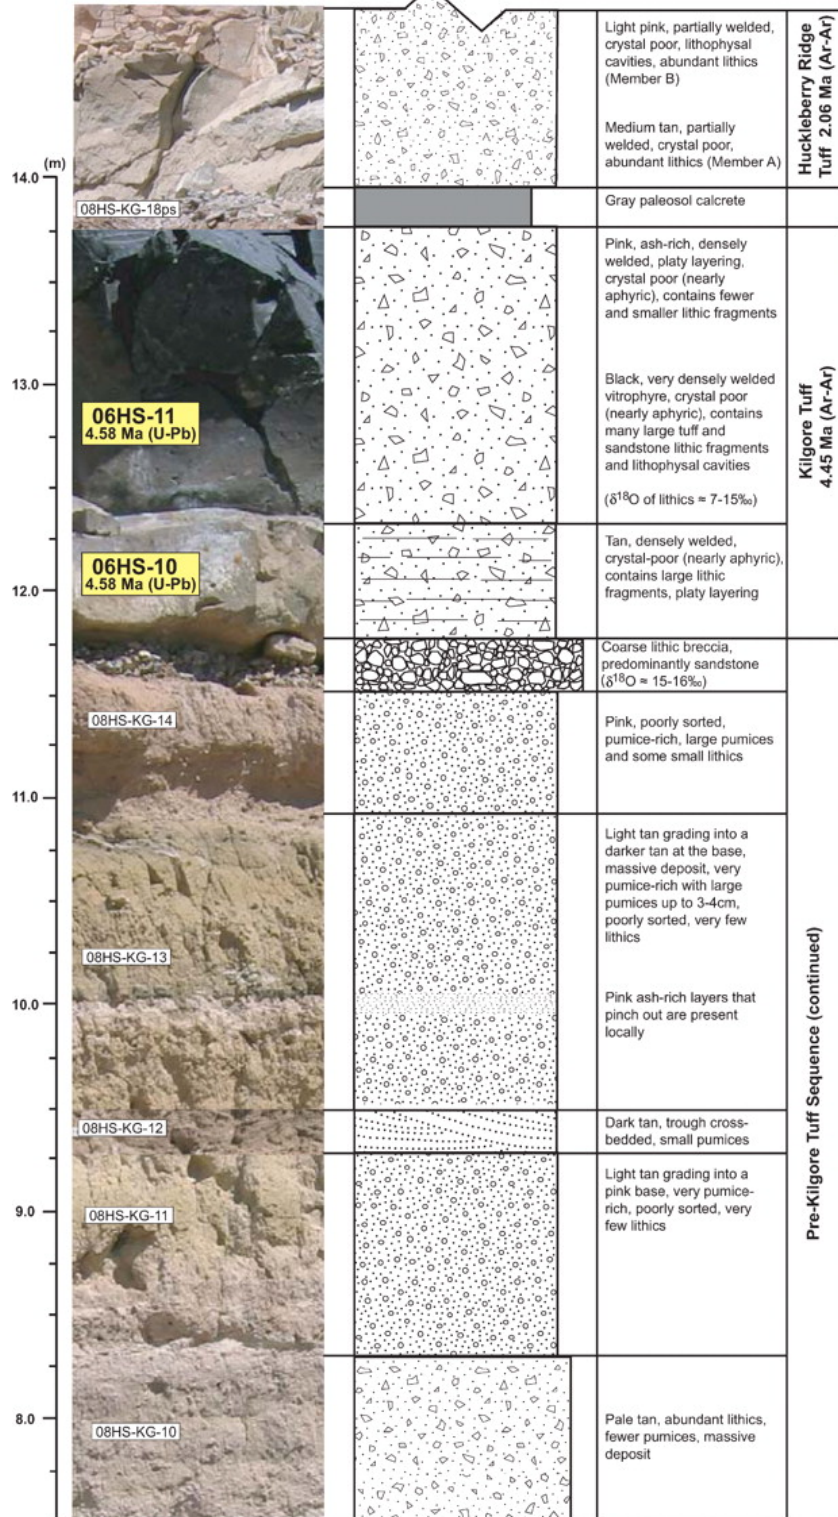 Light pink, partially welded,
crystal poor, lithophysal
cavities, abundant lithics
(Member B)
Medium tan, partially
welded, crystal poor,
abundant lithics (Member A)
Huckleberry Ridge
Tuff 2.06 Ma (Ar-Ar)
(m)
14.0
08HS-KG-18ps
Gray paleosol calcrete
Pink, ash-rich, densely
welded, platy layering,
crystal poor (nearly
aphyric), contains fewer
and smaller lithic fragments
13.0
06HS-11
4.58 Ma (U-Pb)
Black, very densely welded
vitrophyre, crystal poor
(nearly aphyric), contains
many large tuff and
sandstone lithic fragments
and lithophysal cavities
(δ18O of lithics ≈ 7-15‰)
Kilgore Tuff
4.45 Ma (Ar-Ar)
06HS-10
4.58 Ma (U-Pb)
12.0
Tan, densely welded,
crystal-poor (nearly aphyric),
contains large lithic
fragments, platy layering
Coarse lithic breccia,
predominantly sandstone
(δ18O ≈ 15-16‰)
08HS-KG-14
Pink, poorly sorted,
pumice-rich, large pumices
and some small lithics
11.0
Light tan grading into a
darker tan at the base,
massive deposit, very
pumice-rich with large
pumices up to 3-4cm,
poorly sorted, very few
lithics
08HS-KG-13
10.0
Pink ash-rich layers that
pinch out are present
locally
Pre-Kilgore Tuff Sequence (continued)
08HS-KG-12
Dark tan, trough cross-
bedded, small pumices
Light tan grading into a
pink base, very pumice-
rich, poorly sorted, very
few lithics
9.0
08HS-KG-11
8.0
08HS-KG-10
Pale tan, abundant lithics,
fewer pumices, massive
deposit